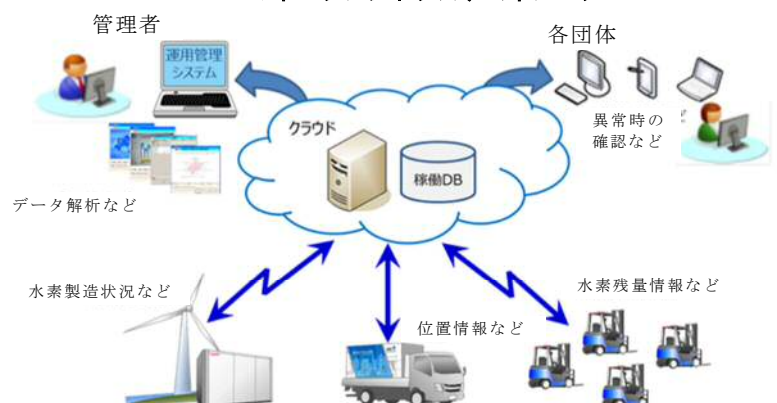 管理者
各団体
運用管理
システム
クラウド
稼働DB
異常時の
確認など
データ解析など
水素製造状況など
位置情報など
水素残量情報など